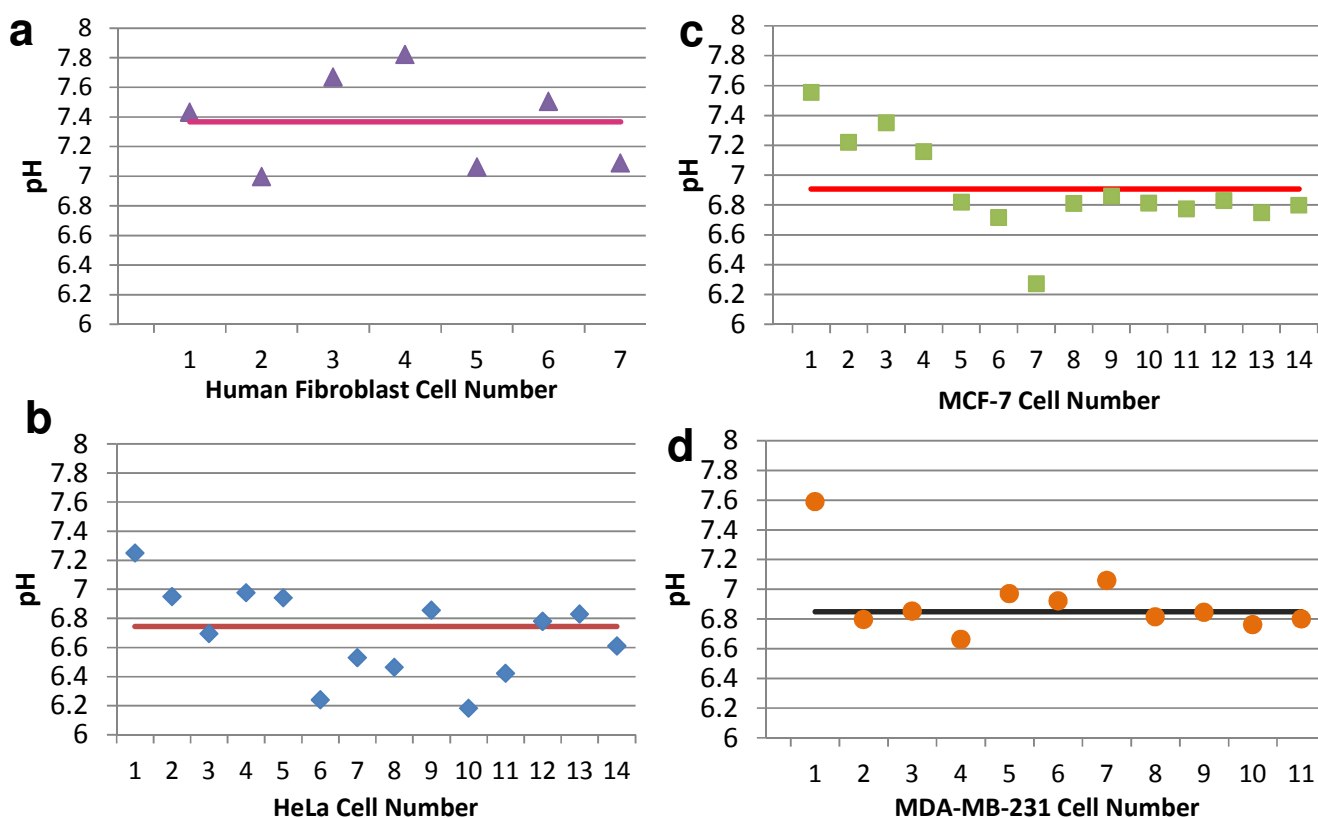 a
8
7.8
7.6
7.4
7.2
7
6.8
6.6
6.4
6.2
6
pH
1 2 3 4 5 6 7
Human Fibroblast Cell Number
b
8
7.8
7.6
7.4
7.2
7
6.8
6.6
6.4
6.2
6
pH
1 2 3 4 5 6 7 8 9 10 11 12 13 14
HeLa Cell Number
c
8
7.8
7.6
7.4
7.2
7
6.8
6.6
6.4
6.2
6
pH
1 2 3 4 5 6 7 8 9 10 11 12 13 14
MCF-7 Cell Number
d
8
7.8
7.6
7.4
7.2
7
6.8
6.6
6.4
6.2
6
pH
1 2 3 4 5 6 7 8 9 10 11
MDA-MB-231 Cell Number